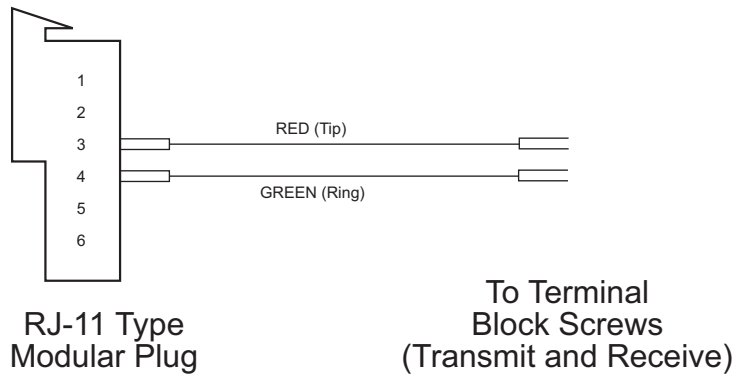 1
2
3
4
5
6
RED (Tip)
GREEN (Ring)
RJ-11 Type
Modular Plug
To Terminal
Block Screws
(Transmit and Receive)